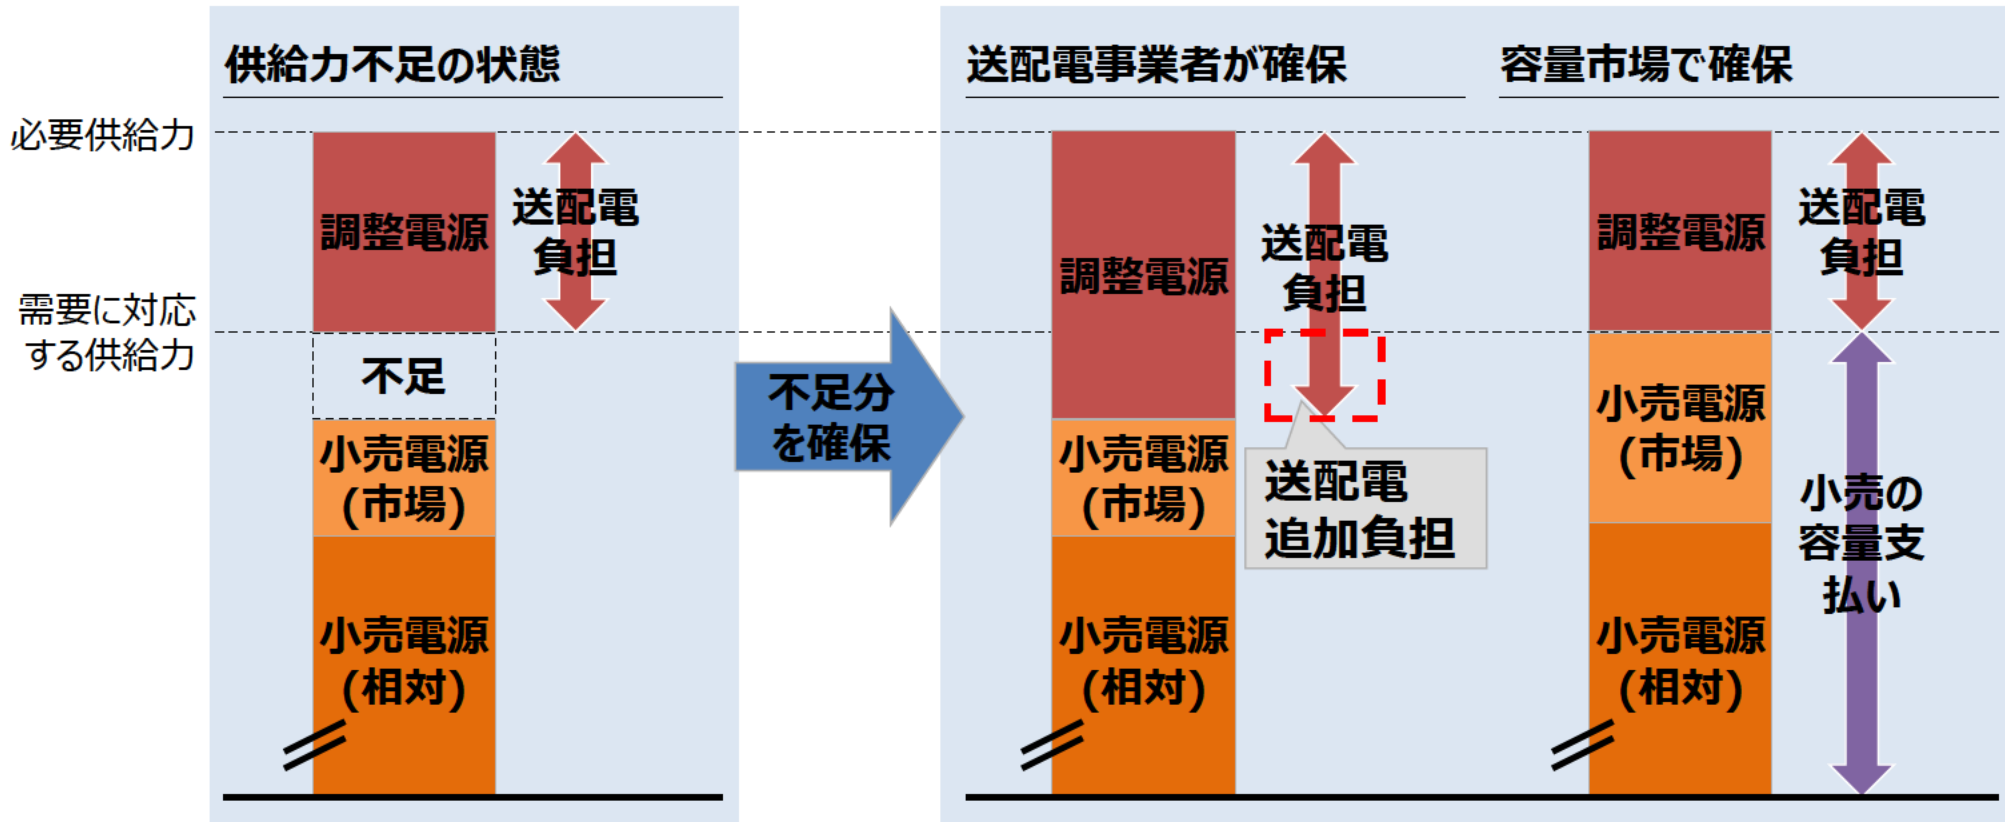 供給力不足の状態
送配電事業者が確保
容量市場で確保
必要供給力
需要に対応
する供給力
調整電源
送配電
負担
不足
小売電源
(市場)
小売電源
(相対)
不足分
を確保
調整電源
送配電
負担
小売電源
(市場)
送配電
追加負担
小売電源
(相対)
調整電源
送配電
負担
小売電源
(市場)
小売の
容量支
払い
小売電源
(相対)